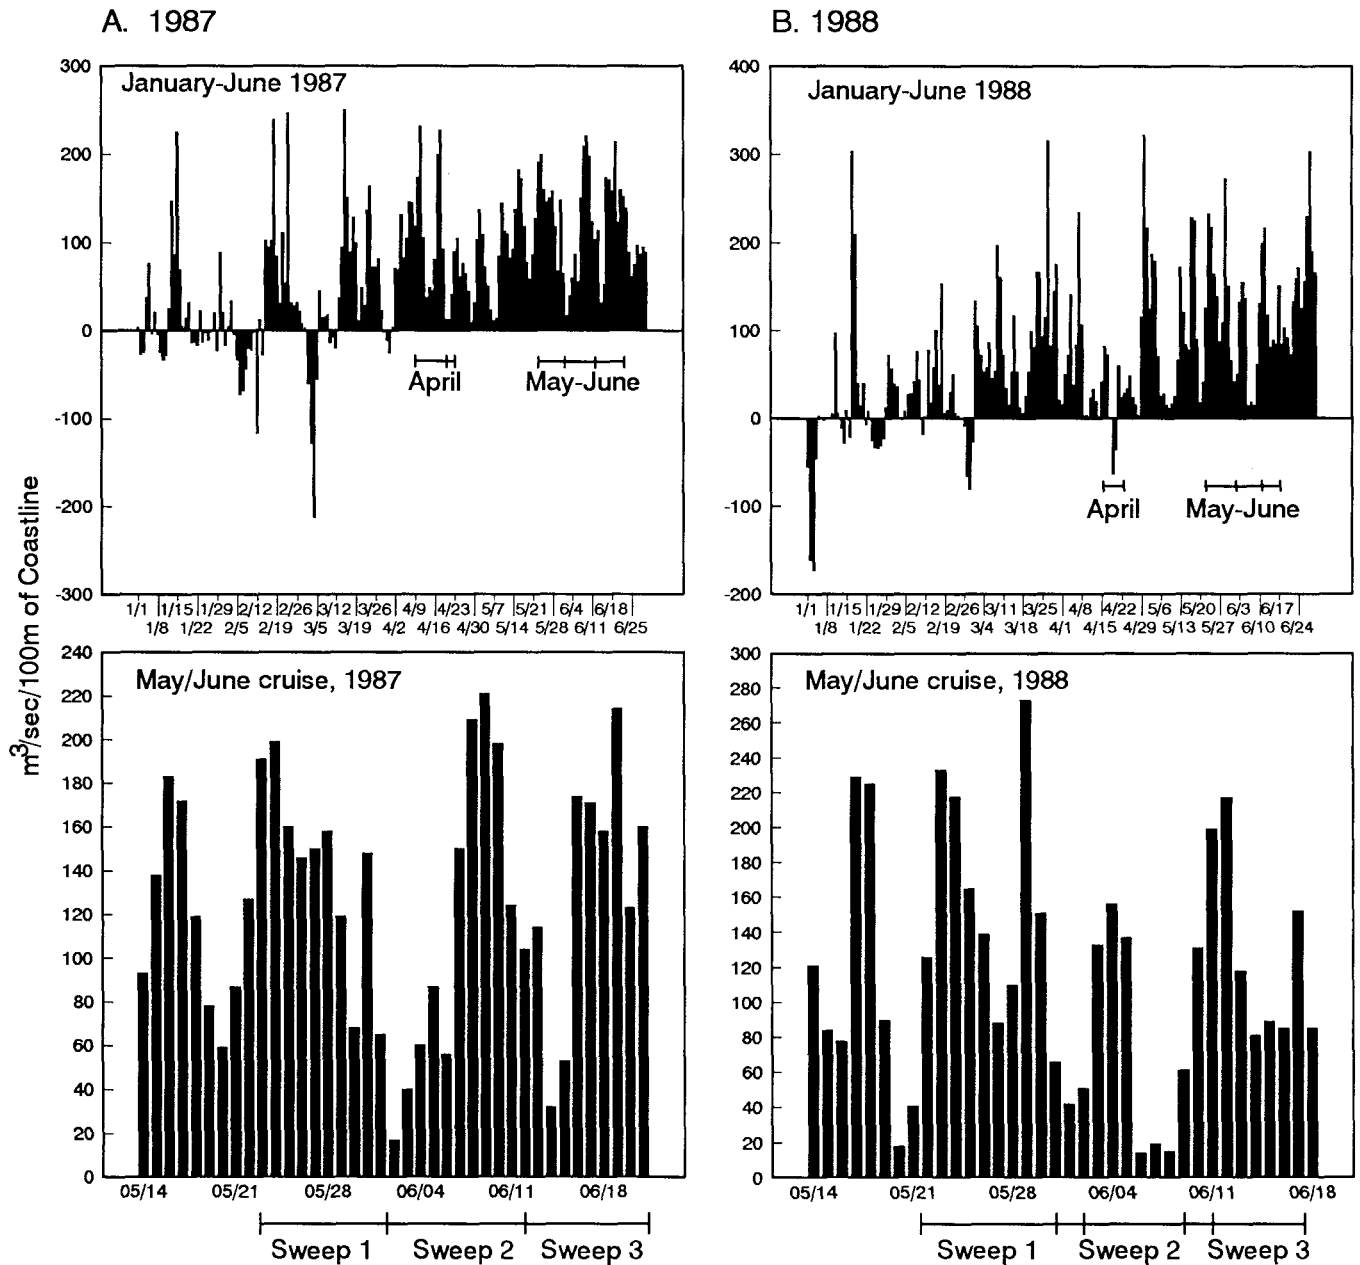 A. 1987
B. 1988
m³/sec/100m of Coastline
January-June 1987
300
200
100
0
-100
-200
-300
April
May-June
1/1 1/15 1/29 2/12 2/26 3/12 3/26 4/9 4/23 5/7 5/21 6/4 6/18
1/8 1/22 2/5 2/19 3/5 3/19 4/2 4/16 4/30 5/14 5/28 6/11 6/25
January-June 1988
400
300
200
100
0
-100
-200
April
May-June
1/1 1/15 1/29 2/12 2/26 3/11 3/25 4/8 4/22 5/6 5/20 6/3 6/17
1/8 1/22 2/5 2/19 3/4 3/18 4/1 4/15 4/29 5/13 5/27 6/10 6/24
May/June cruise, 1987
240
220
200
180
160
140
120
100
80
60
40
20
0
05/14 05/21 05/28 06/04 06/11 06/18
Sweep 1 Sweep 2 Sweep 3
May/June cruise, 1988
300
280
260
240
220
200
180
160
140
120
100
80
60
40
20
0
05/14 05/21 05/28 06/04 06/11 06/18
Sweep 1 Sweep 2 Sweep 3